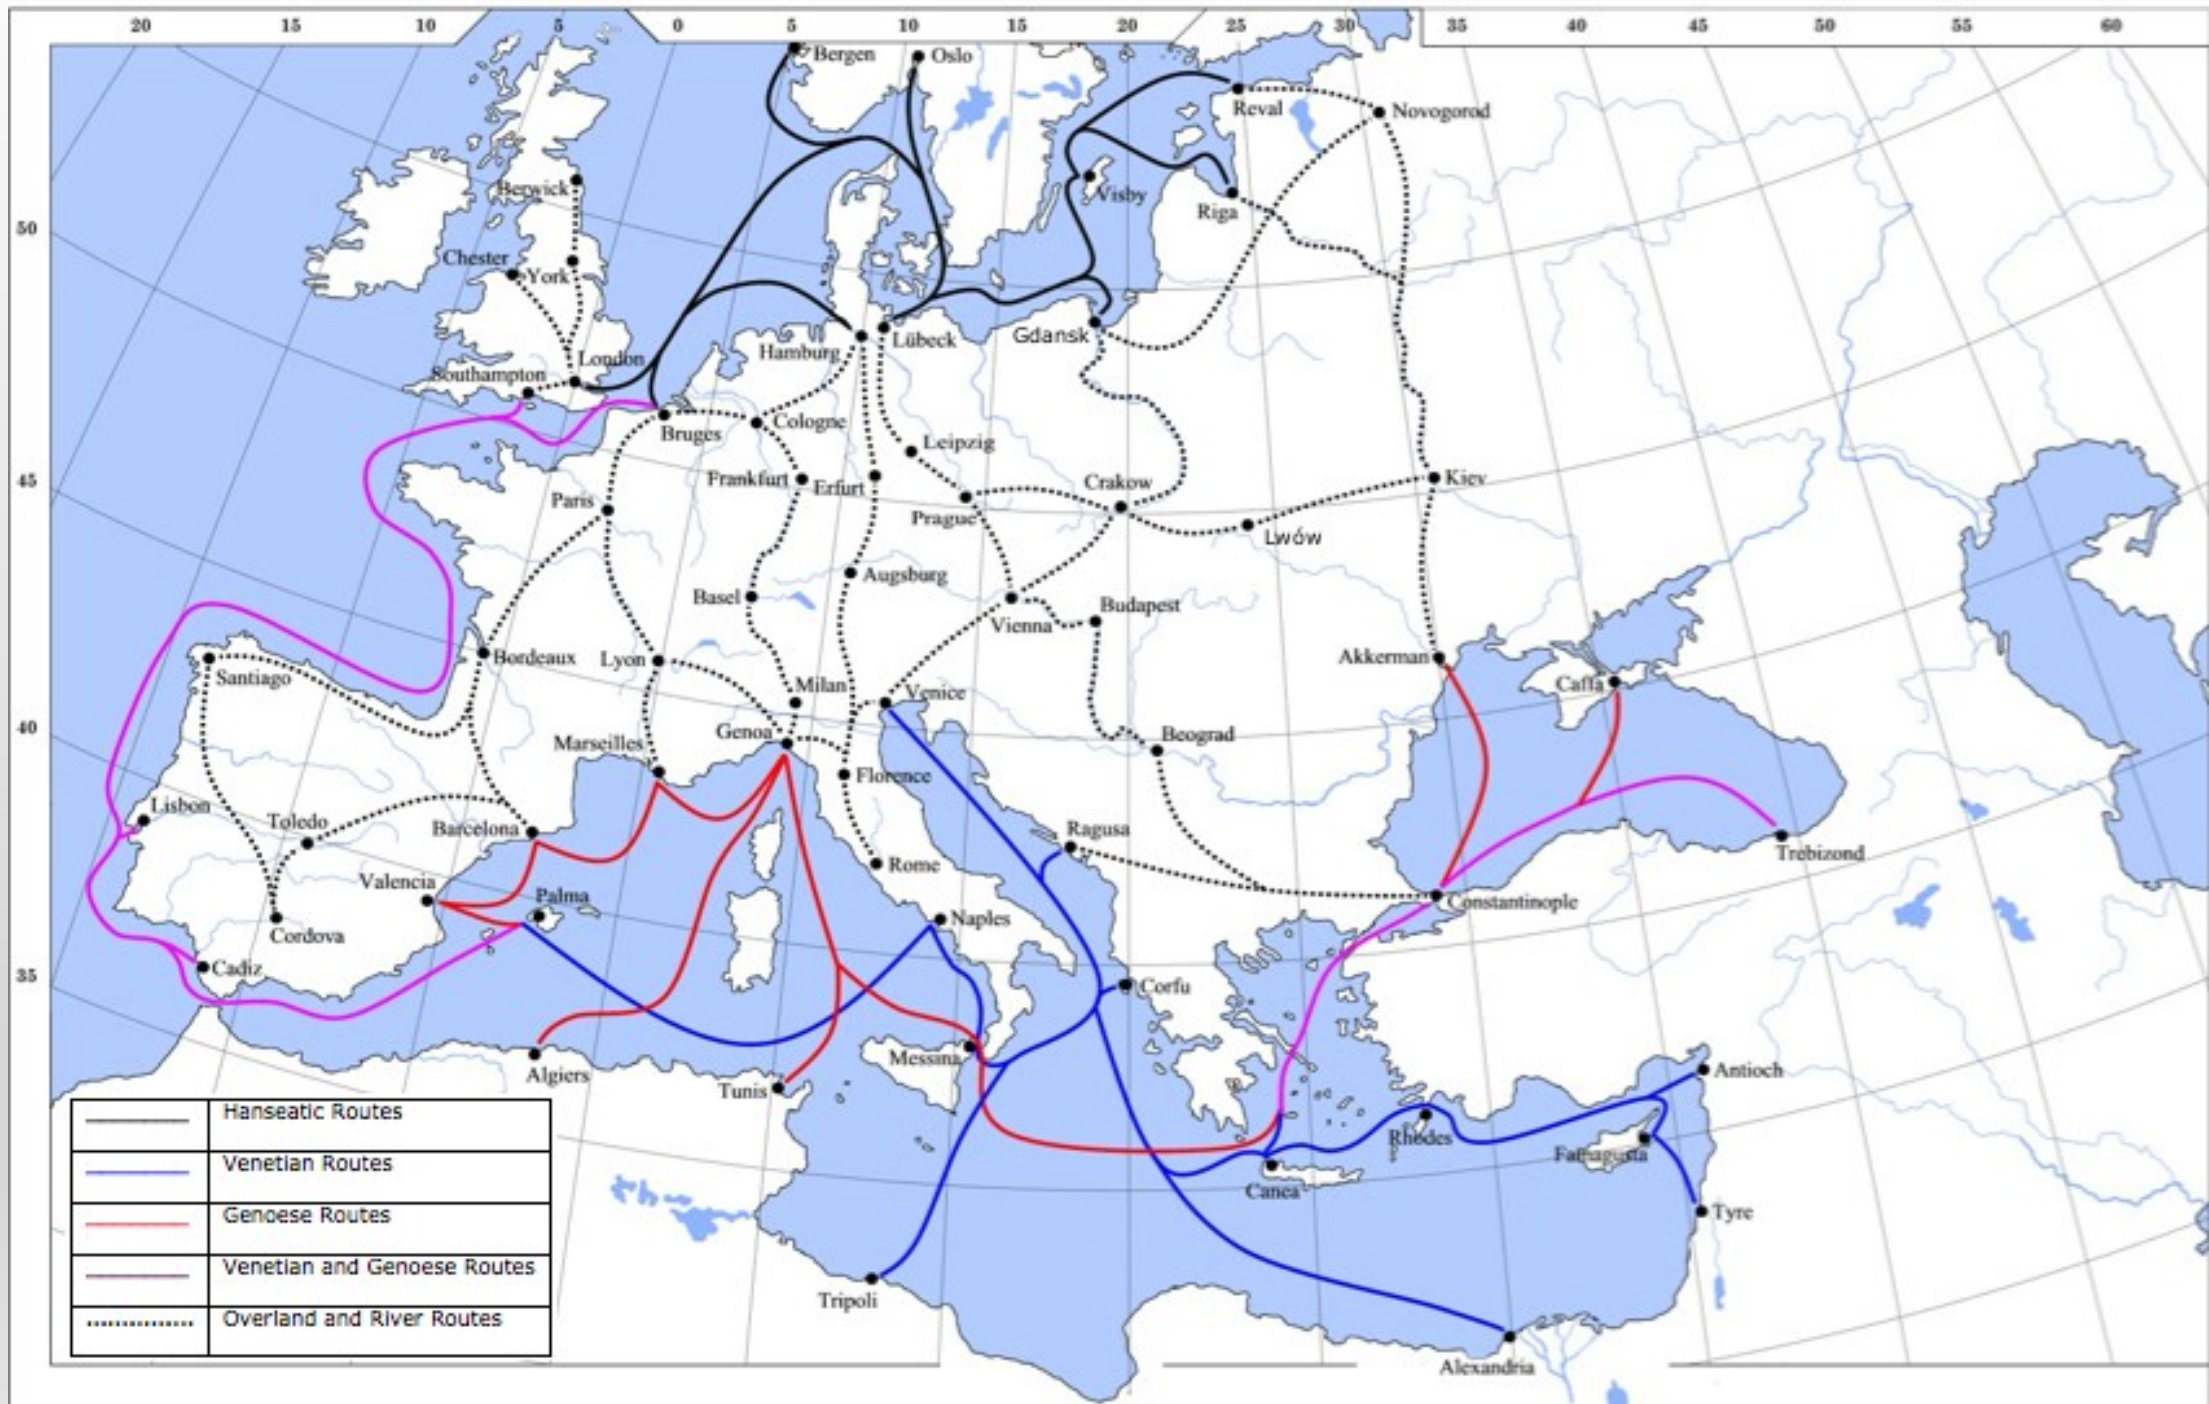 20 15 10 5 0 5 10 15 20 25 30 35 40 45 50 55 60
Bergen
Oslo
Reval
Novogorod
Berwick
Visby
Riga
50
Chester
York
London
Hamburg
Lübeck
Gdansk
Southampton
Bruges
Cologne
Leipzig
45
Frankfurt
Erfurt
Crakow
Kiev
Paris
Prague
Lwów
Augsburg
Basel
Budapest
Vienna
Bordeaux
Lyon
Akkerman
Santiago
Milan
Venice
Caffa
40
Marseilles
Genoa
Beograd
Florence
Lisbon
Toledo
Barcelona
Ragusa
Trebizond
Rome
Valencia
Palma
Constantinople
Naples
Cordova
35
Cadiz
Corfu
Messina
Algiers
Tunis
Antioch
Rhodes
Famagusta
Canea
Tyre
Tripoli
Alexandria
Hanseatic Routes
Venetian Routes
Genoese Routes
Venetian and Genoese Routes
Overland and River Routes